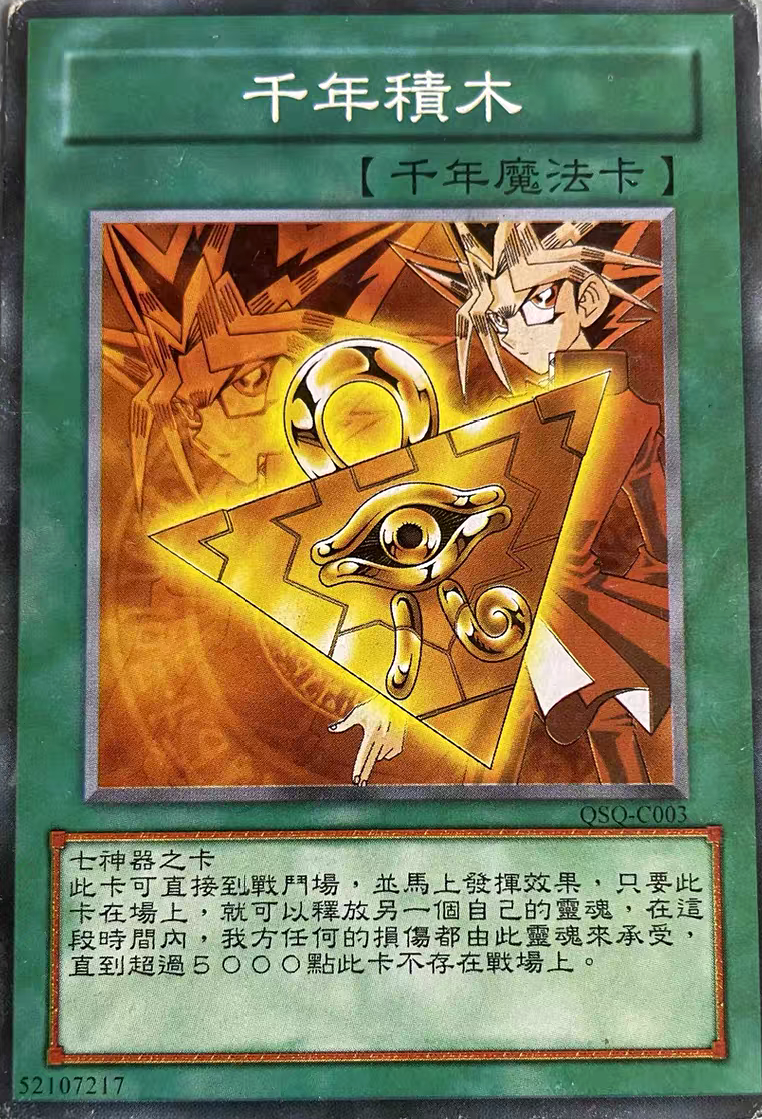 千年積木
【千年魔法卡】
QSQ-C003
七神器之卡
此卡可直接到戰鬥場，並馬上發揮效果，只要此
卡在場上，就可以釋放另一個自己的靈魂，在這
段時間內，我方任何的損傷都由此靈魂來承受，
直到超過５０００點此卡不存在戰場上。
52107217